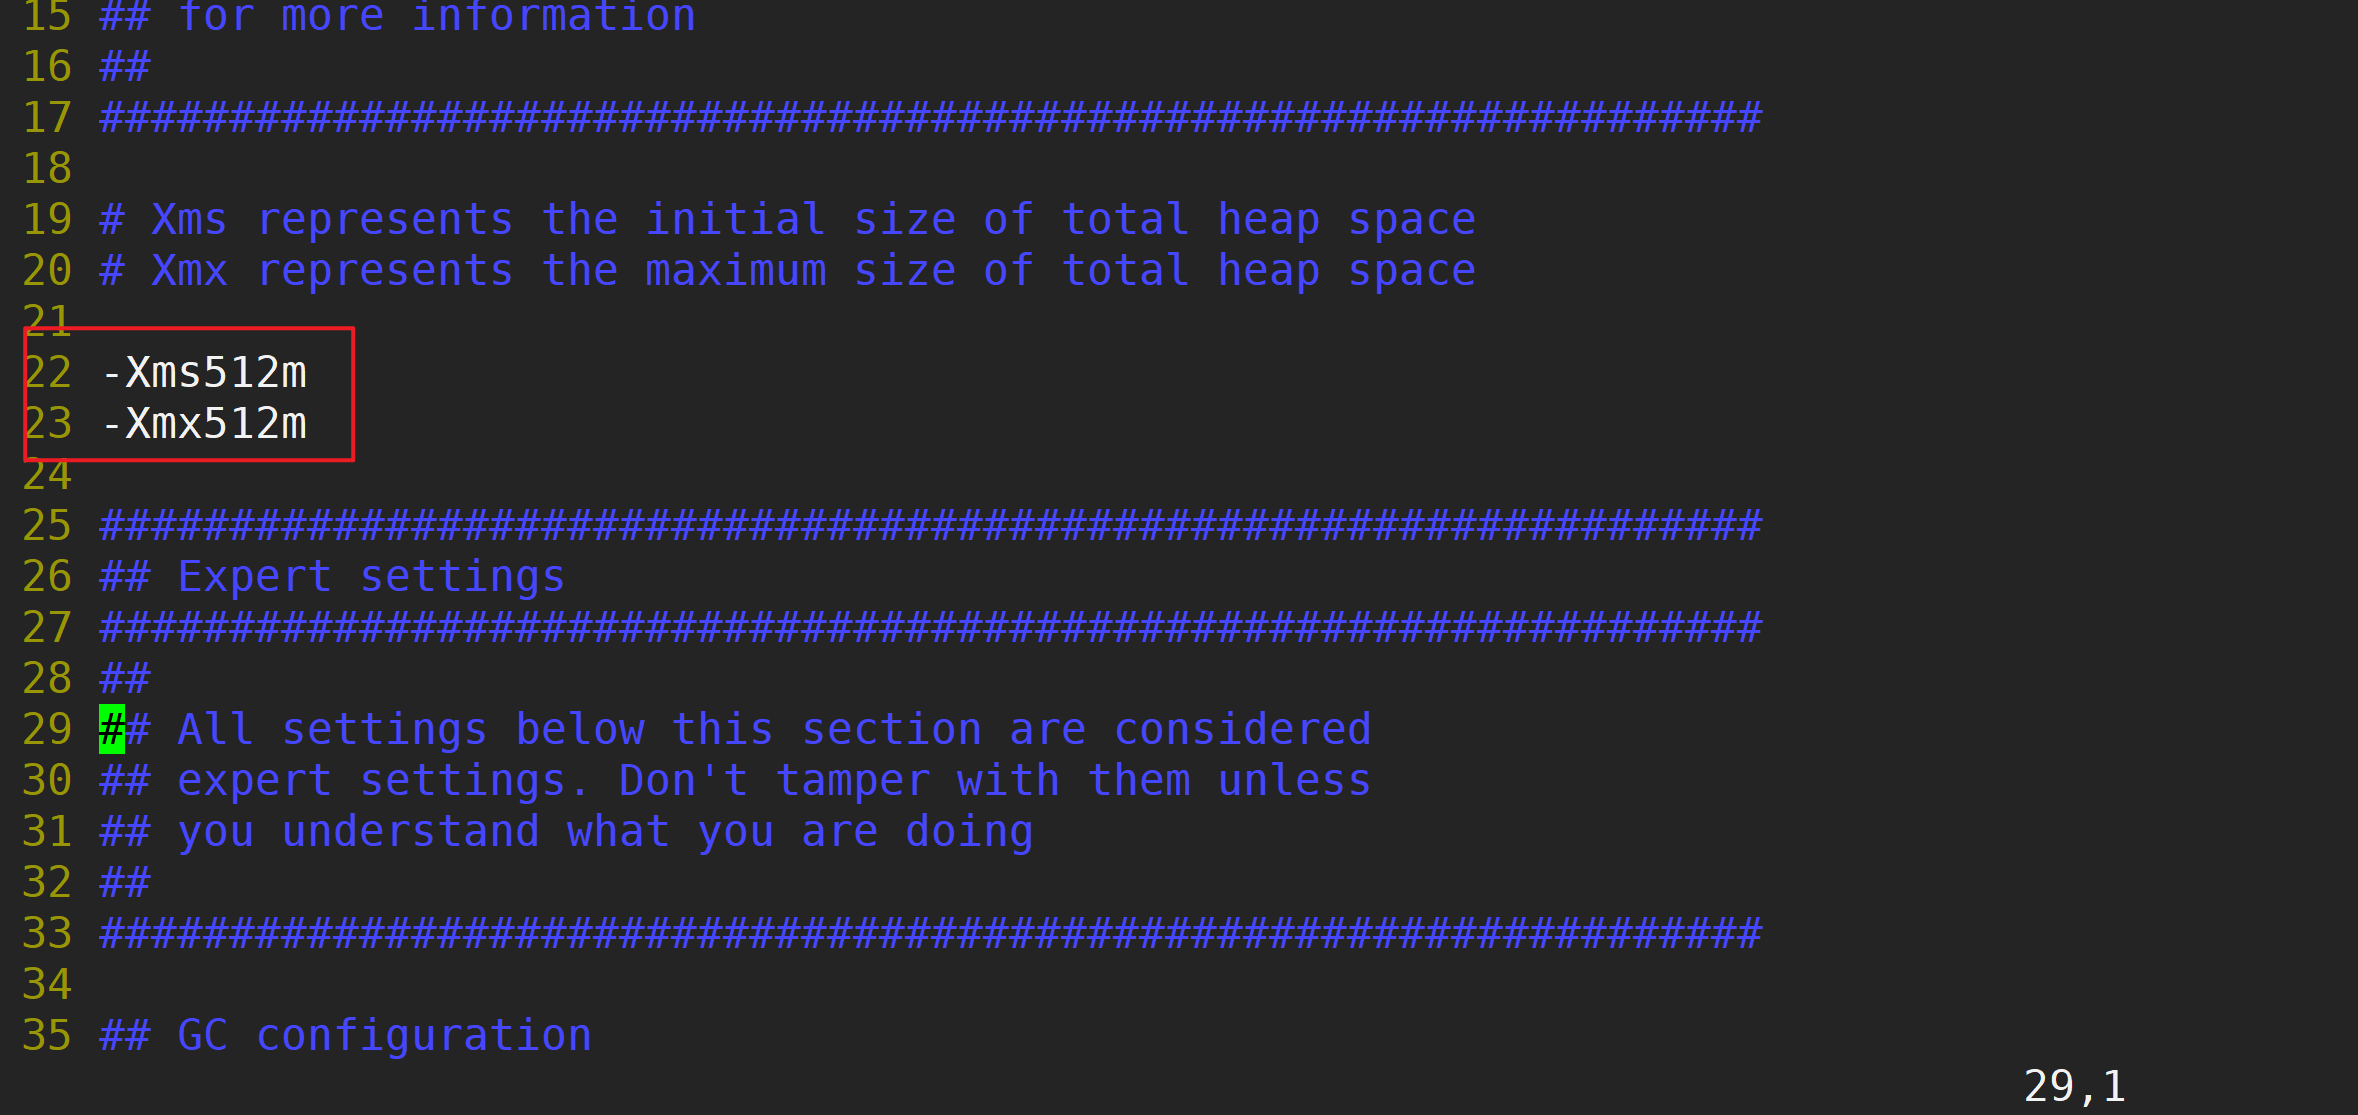 15 ## for more information
16 ##
17 ################################################################
18
19 # Xms represents the initial size of total heap space
20 # Xmx represents the maximum size of total heap space
21
22 -Xms512m
23 -Xmx512m
24
25 ################################################################
26 ## Expert settings
27 ################################################################
28 ##
29 ## All settings below this section are considered
30 ## expert settings. Don't tamper with them unless
31 ## you understand what you are doing
32 ##
33 ################################################################
34
35 ## GC configuration
29,1